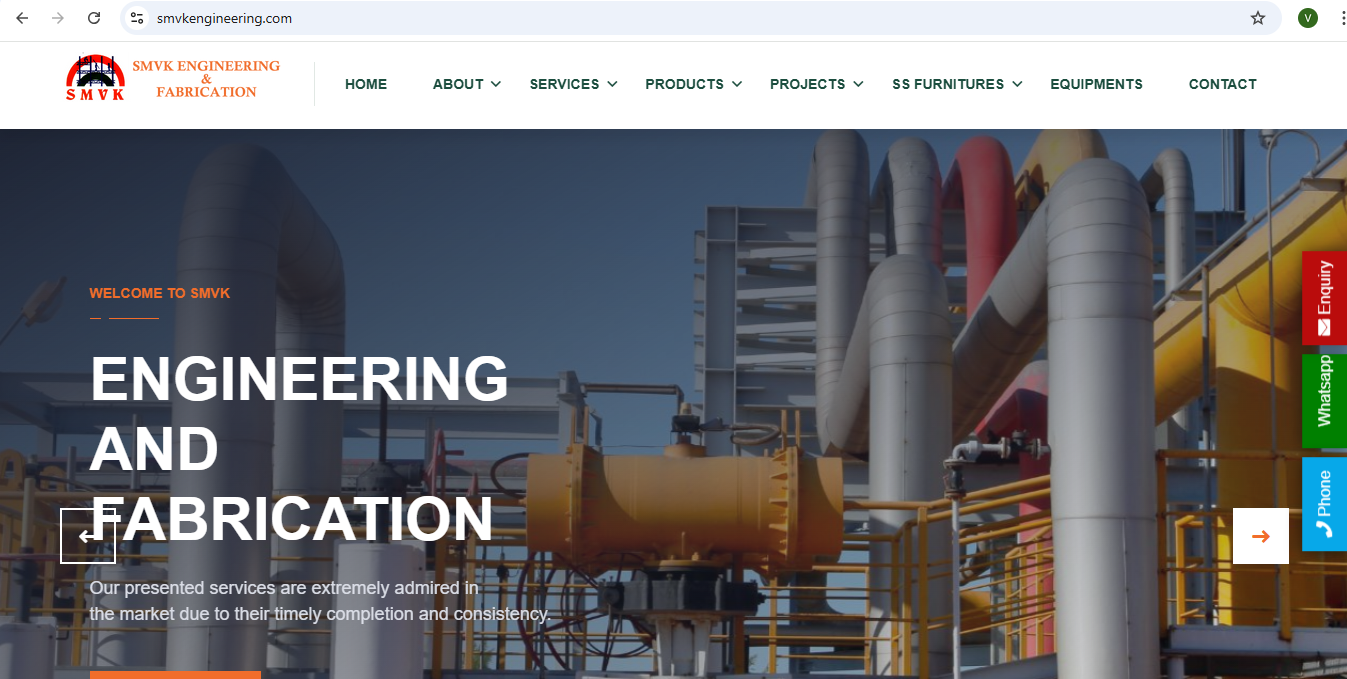 smvkengineering.com
V
SMVK ENGINEERING
&
FABRICATION
SMVK
HOME
ABOUT
SERVICES
PRODUCTS
PROJECTS
SS FURNITURES
EQUIPMENTS
CONTACT
WELCOME TO SMVK
ENGINEERING
AND
FABRICATION
Our presented services are extremely admired in
the market due to their timely completion and consistency.
Enquiry
Whatsapp
Phone